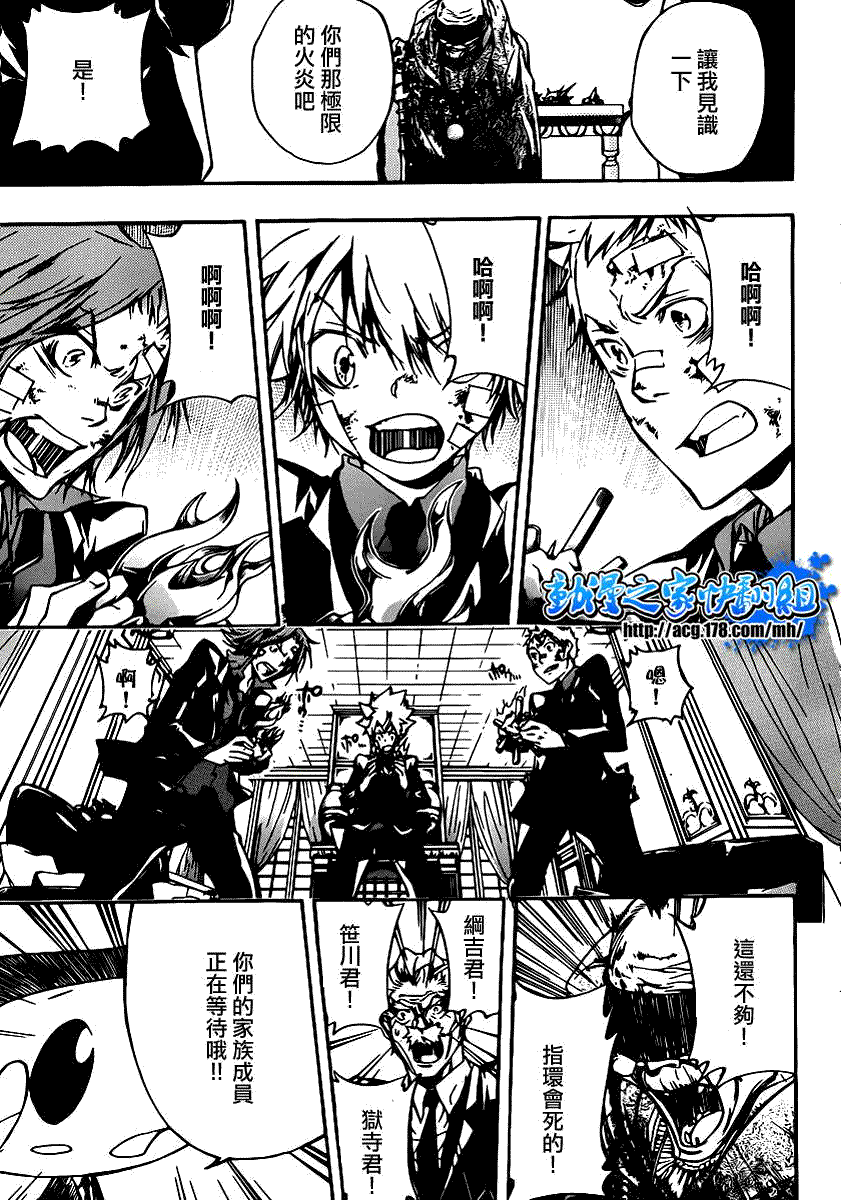 讓我見識
一下
你們那極限
的火炎吧
是！
哈啊啊！
哈啊啊！
啊啊啊！
動漫之家快翻組
http://acg.178.com/mh/
嗯！
啊！
這還不夠！
指環會死的！
綱吉君！
笹川君！
獄寺君！
你們的家族成員
正在等待哦!!